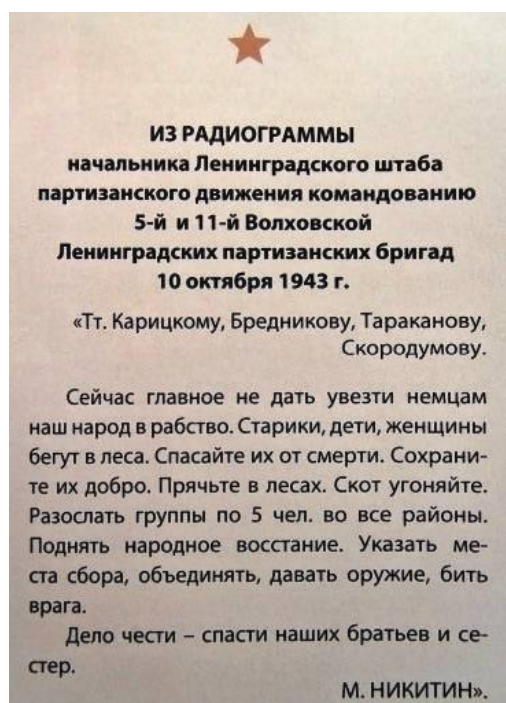 ИЗ РАДИОГРАММЫ
начальника Ленинградского штаба
партизанского движения командованию
5-й и 11-й Волховской
Ленинградских партизанских бригад
10 октября 1943 г.
«Тт. Карицкому, Бредникову, Тараканову,
Скородумову.
Сейчас главное не дать увезти немцам
наш народ в рабство. Старики, дети, женщины
бегут в леса. Спасайте их от смерти. Сохрани-
те их добро. Прячьте в лесах. Скот угоняйте.
Разослать группы по 5 чел. во все районы.
Поднять народное восстание. Указать ме-
ста сбора, объединять, давать оружие, бить
врага.
Дело чести – спасти наших братьев и се-
стер.
М. НИКИТИН».